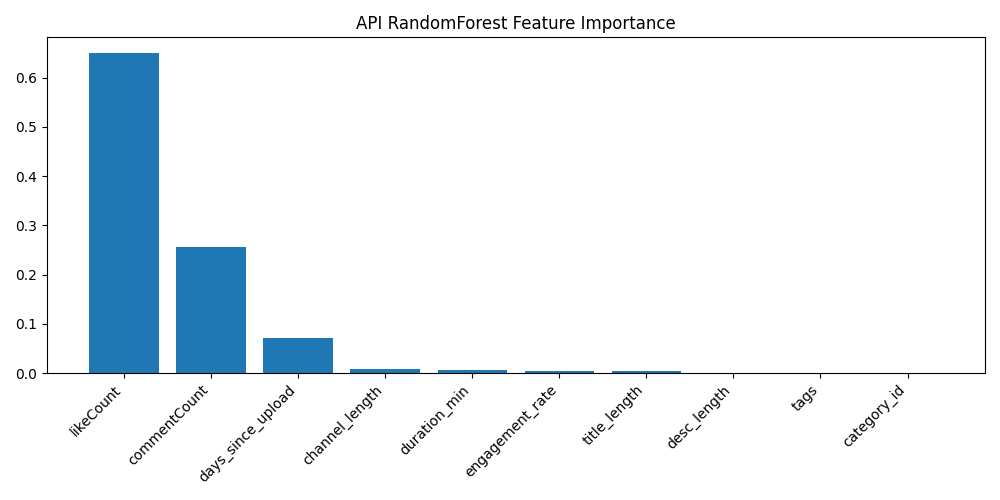 API RandomForest Feature Importance
0.6
0.5
0.4
0.3
0.2
0.1
0.0
likeCount
commentCount
days_since_upload
channel_length
duration_min
engagement_rate
title_length
desc_length
tags
category_id